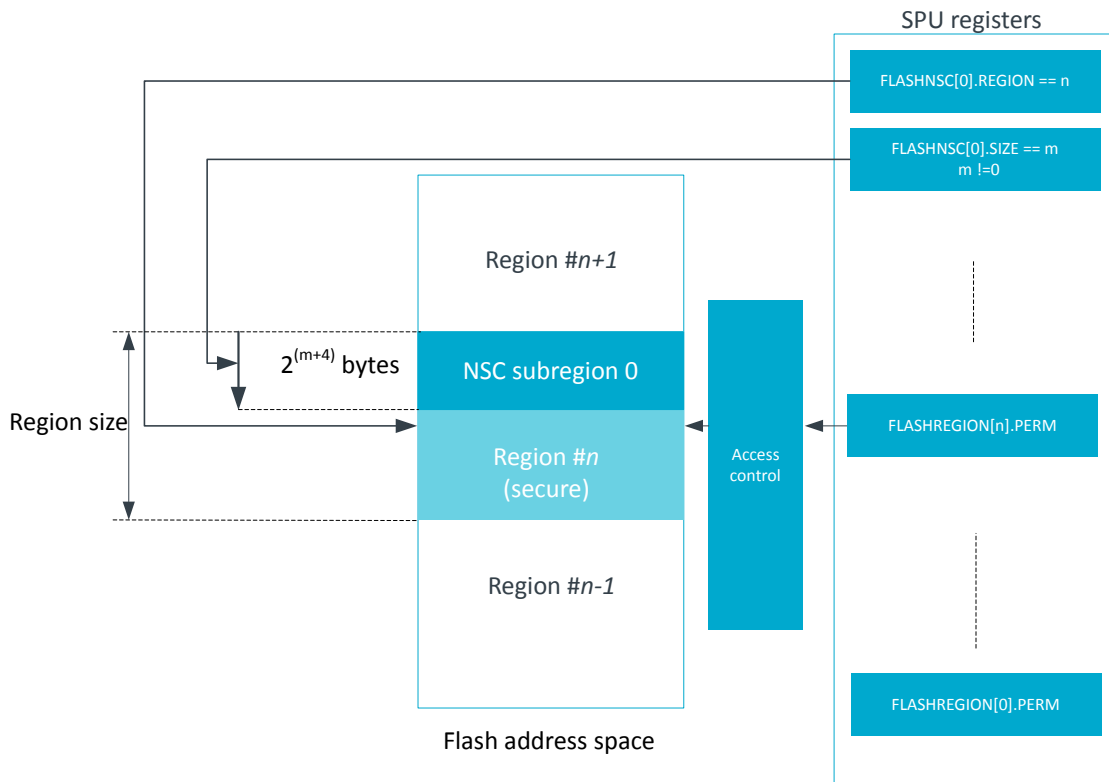 SPU registers
FLASHNSC[0].REGION == n
FLASHNSC[0].SIZE == m
m !=0
Region #n+1
2^(m+4) bytes
NSC subregion 0
Region size
FLASHREGION[n].PERM
Access
control
Region #n
(secure)
Region #n-1
FLASHREGION[0].PERM
Flash address space